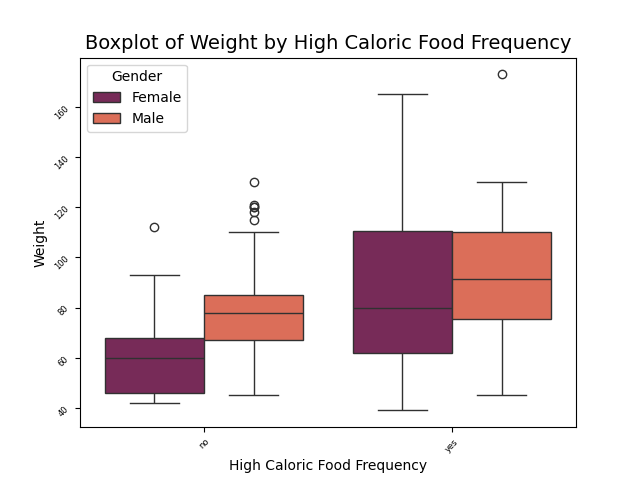 Boxplot of Weight by High Caloric Food Frequency
Gender
Female
Male
160
140
120
100
80
60
40
Weight
no
yes
High Caloric Food Frequency